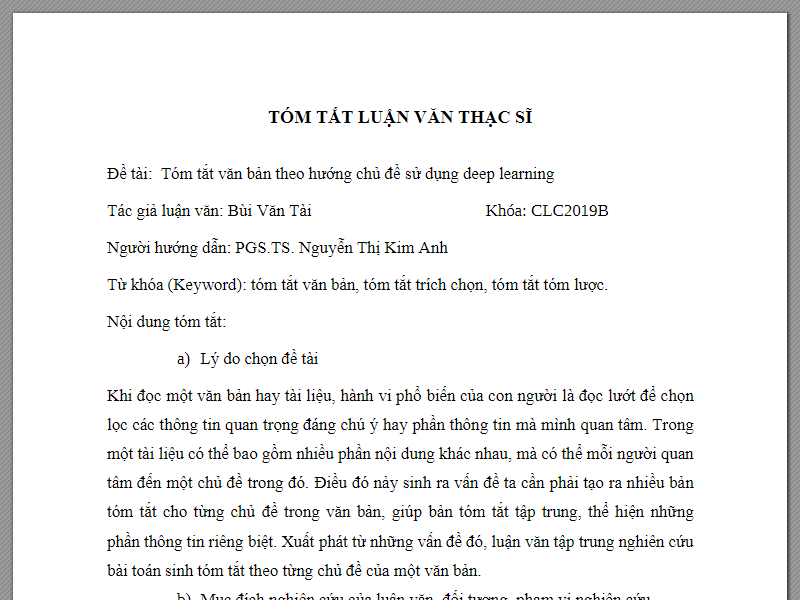 TÓM TẮT LUẬN VĂN THẠC SĨ
Đề tài: Tóm tắt văn bản theo hướng chủ đề sử dụng deep learning
Tác giả luận văn: Bùi Văn Tài Khóa: CLC2019B
Người hướng dẫn: PGS.TS. Nguyễn Thị Kim Anh
Từ khóa (Keyword): tóm tắt văn bản, tóm tắt trích chọn, tóm tắt tóm lược.
Nội dung tóm tắt:
a) Lý do chọn đề tài
Khi đọc một văn bản hay tài liệu, hành vi phổ biến của con người là đọc lướt để chọn
lọc các thông tin quan trọng đáng chú ý hay phần thông tin mà mình quan tâm. Trong
một tài liệu có thể bao gồm nhiều phần nội dung khác nhau, mà có thể mỗi người quan
tâm đến một chủ đề trong đó. Điều đó này sinh ra vấn đề ta cần phải tạo ra nhiều bản
tóm tắt cho từng chủ đề trong văn bản, giúp bản tóm tắt tập trung, thể hiện những
phần thông tin riêng biệt. Xuất phát từ những vấn đề đó, luận văn tập trung nghiên cứu
bài toán sinh tóm tắt theo từng chủ đề của một văn bản.
b) Mục đích nghiên cứu của luận văn, đối tượng, phạm vi nghiên cứu